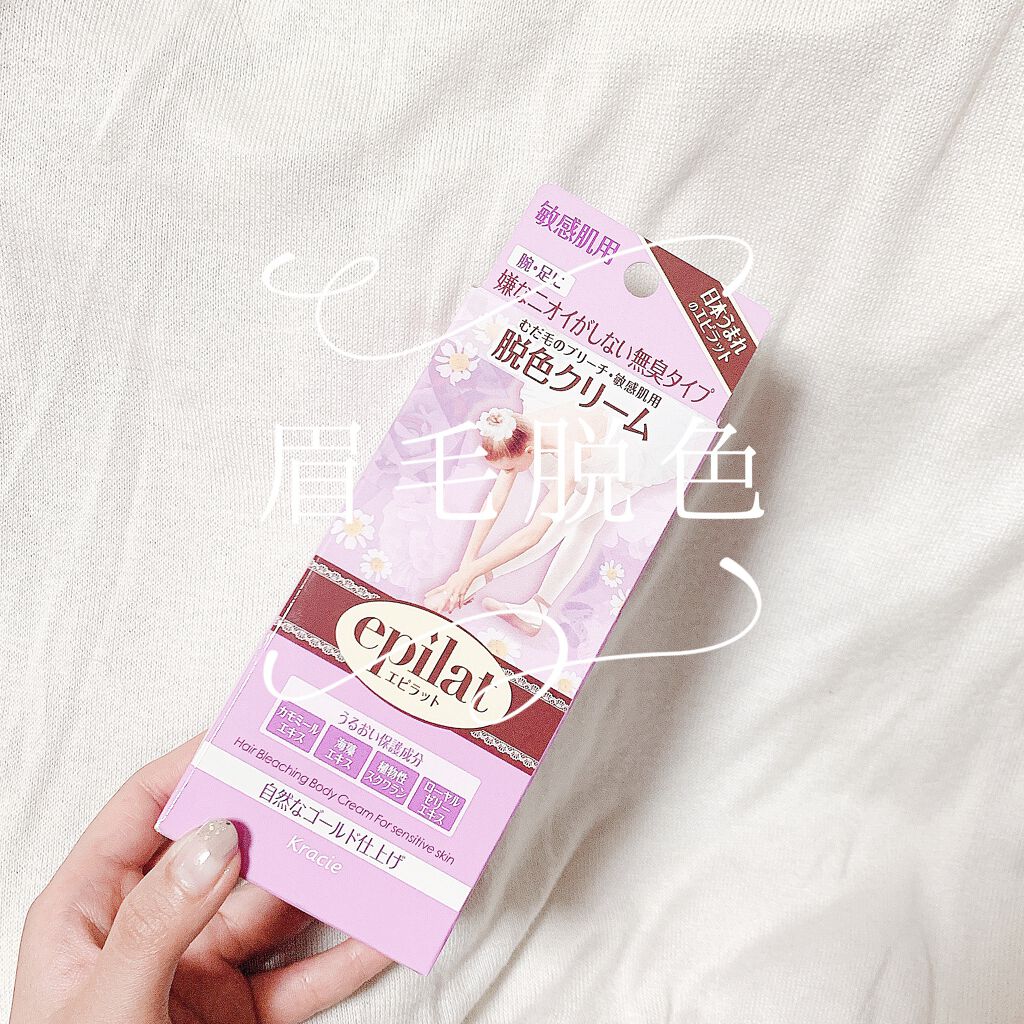 敏感肌用
日本うまれ
のエピラット
腕・足に
嫌なニオイがしない無臭タイプ
むだ毛のブリーチ・敏感肌用
脱色クリーム
眉毛脱色
epilat
エピラット
うるおい保護成分
カモミール
エキス
海藻
エキス
植物性
スクワラン
ローヤル
ゼリー
エキス
Hair Bleaching Body Cream For sensitive skin
自然なゴールド仕上げ
Kracie